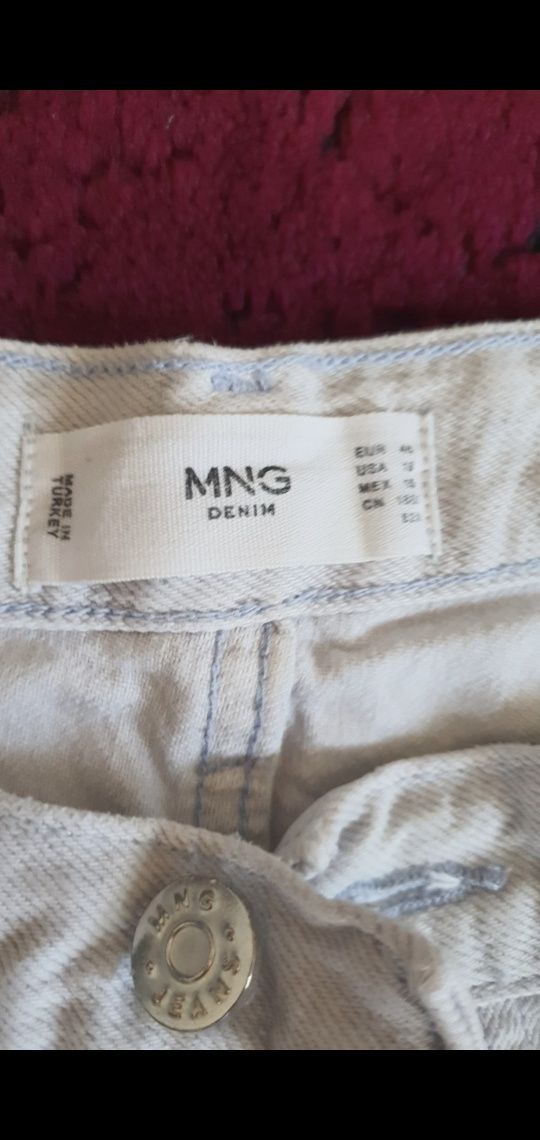 MADE IN
TURKEY
MNG
DENIM
EUR
USA
MEX
CN
MNG
JEANS